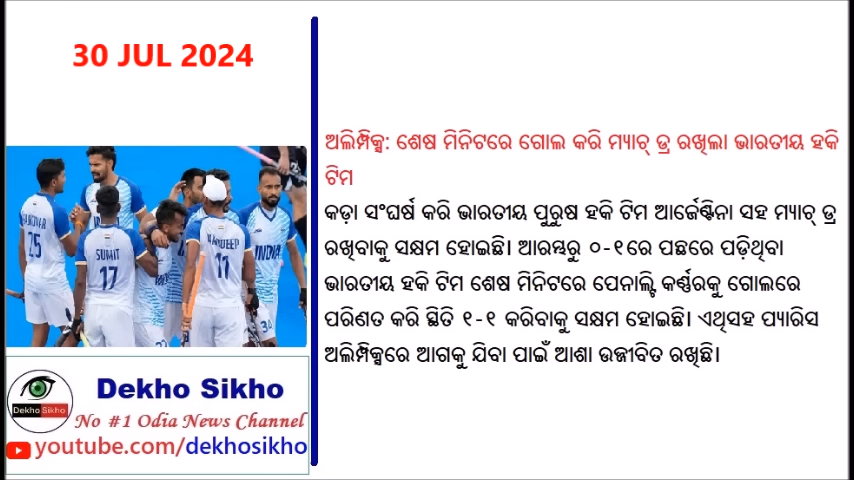 30 JUL 2024
ଅଲିମ୍ପିକ୍ସ: ଶେଷ ମିନିଟରେ ଗୋଲ କରି ମ୍ୟାଚ୍ ଡ୍ର ରଖିଲା ଭାରତୀୟ ହକି
ଟିମ
କଡ଼ା ସଂଘର୍ଷ କରି ଭାରତୀୟ ପୁରୁଷ ହକି ଟିମ ଆର୍ଜେଣ୍ଟିନା ସହ ମ୍ୟାଚ୍ ଡ୍ର
ରଖିବାକୁ ସକ୍ଷମ ହୋଇଛି। ଆରମ୍ଭରୁ ୦-୧ରେ ପଛରେ ପଡ଼ିଥିବା
ଭାରତୀୟ ହକି ଟିମ ଶେଷ ମିନିଟରେ ପେନାଲ୍ଟି କର୍ଣ୍ଣରକୁ ଗୋଲରେ
ପରିଣତ କରି ସ୍ଥିତି ୧-୧ କରିବାକୁ ସକ୍ଷମ ହୋଇଛି। ଏଥିସହ ପ୍ୟାରିସ
ଅଲିମ୍ପିକ୍ସରେ ଆଗକୁ ଯିବା ପାଇଁ ଆଶା ଉଜ୍ଜୀବିତ ରଖିଛି।
25
SUMIT
17
11
INDIA
34
Dekho Sikho
Dekho Sikho
No #1 Odia News Channel
youtube.com/dekhosikho